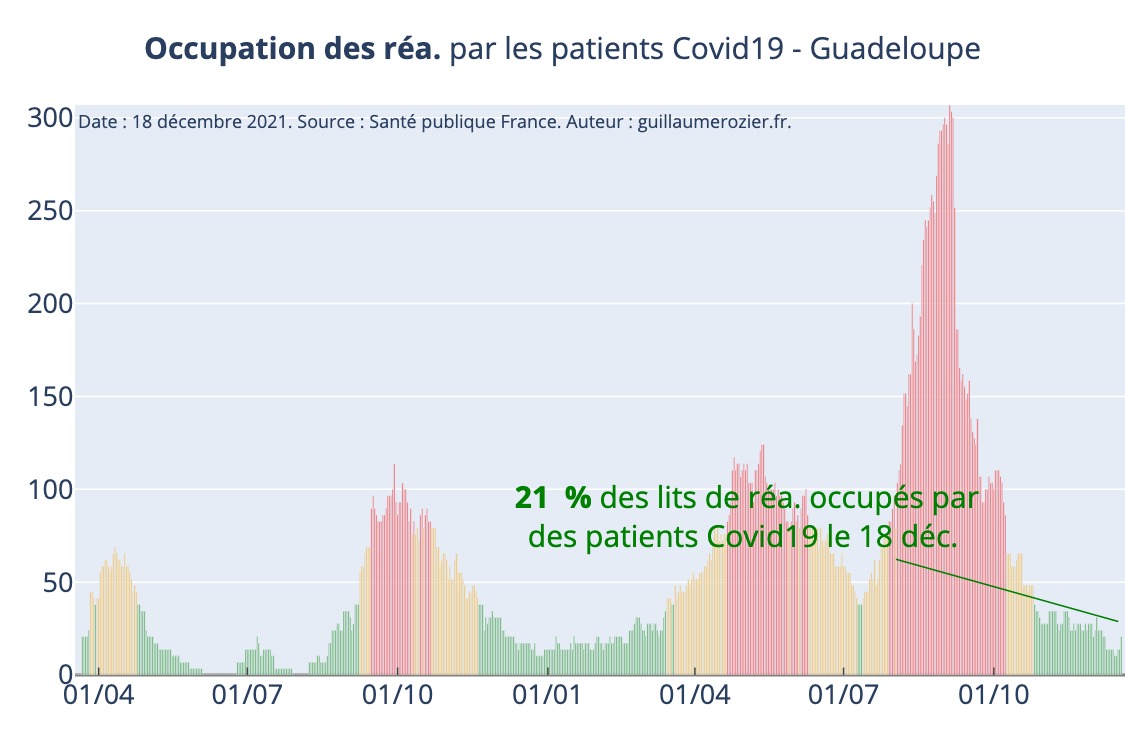 Occupation des réa. par les patients Covid19 - Guadeloupe
300
Date : 18 décembre 2021. Source : Santé publique France. Auteur : guillaumerozier.fr.
250
200
150
100
21 % des lits de réa. occupés par
des patients Covid19 le 18 déc.
50
0
01/04 01/07 01/10 01/01 01/04 01/07 01/10